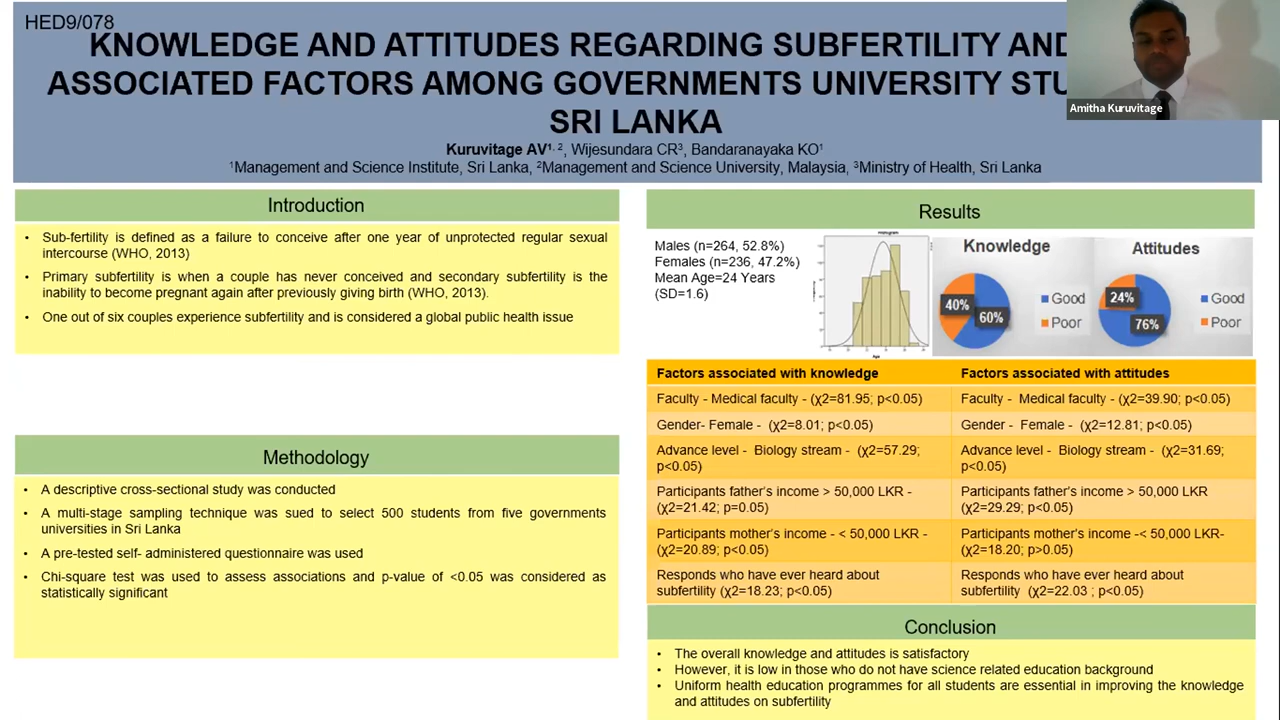 HED9/078
KNOWLEDGE AND ATTITUDES REGARDING SUBFERTILITY AND
ASSOCIATED FACTORS AMONG GOVERNMENTS UNIVERSITY STU
SRI LANKA
Kuruvitage AV1, 2, Wijesundara CR3, Bandaranayaka KO1
1Management and Science Institute, Sri Lanka, 2Management and Science University, Malaysia, 3Ministry of Health, Sri Lanka
Amitha Kuruvitage
Introduction
• Sub-fertility is defined as a failure to conceive after one year of unprotected regular sexual
intercourse (WHO, 2013)
• Primary subfertility is when a couple has never conceived and secondary subfertility is the
inability to become pregnant again after previously giving birth (WHO, 2013).
• One out of six couples experience subfertility and is considered a global public health issue
Methodology
• A descriptive cross-sectional study was conducted
• A multi-stage sampling technique was sued to select 500 students from five governments
universities in Sri Lanka
• A pre-tested self- administered questionnaire was used
• Chi-square test was used to assess associations and p-value of <0.05 was considered as
statistically significant
Results
Males (n=264, 52.8%)
Females (n=236, 47.2%)
Mean Age=24 Years
(SD=1.6)
Histogram
Age
Knowledge
40%
60%
Good
Poor
Attitudes
24%
76%
Good
Poor
Factors associated with knowledge
Factors associated with attitudes
Faculty - Medical faculty - (χ2=81.95; p<0.05)
Faculty - Medical faculty - (χ2=39.90; p<0.05)
Gender- Female - (χ2=8.01; p<0.05)
Gender - Female - (χ2=12.81; p<0.05)
Advance level - Biology stream - (χ2=57.29;
p<0.05)
Advance level - Biology stream - (χ2=31.69;
p<0.05)
Participants father's income > 50,000 LKR -
(χ2=21.42; p=0.05)
Participants father's income > 50,000 LKR
(χ2=29.29; p<0.05)
Participants mother's income - < 50,000 LKR -
(χ2=20.89; p<0.05)
Participants mother's income -< 50,000 LKR-
(χ2=18.20; p>0.05)
Responds who have ever heard about
subfertility (χ2=18.23; p<0.05)
Responds who have ever heard about
subfertility (χ2=22.03 ; p<0.05)
Conclusion
• The overall knowledge and attitudes is satisfactory
• However, it is low in those who do not have science related education background
• Uniform health education programmes for all students are essential in improving the knowledge
and attitudes on subfertility